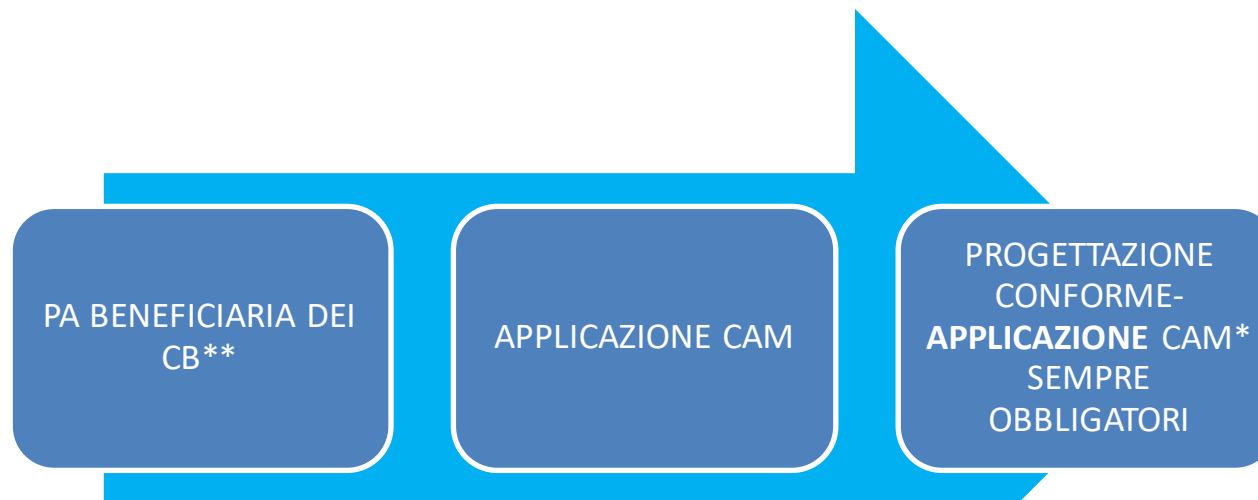 PA BENEFICIARIA DEI
CB**
APPLICAZIONE CAM
PROGETTAZIONE
CONFORME-
APPLICAZIONE CAM*
SEMPRE
OBBLIGATORI